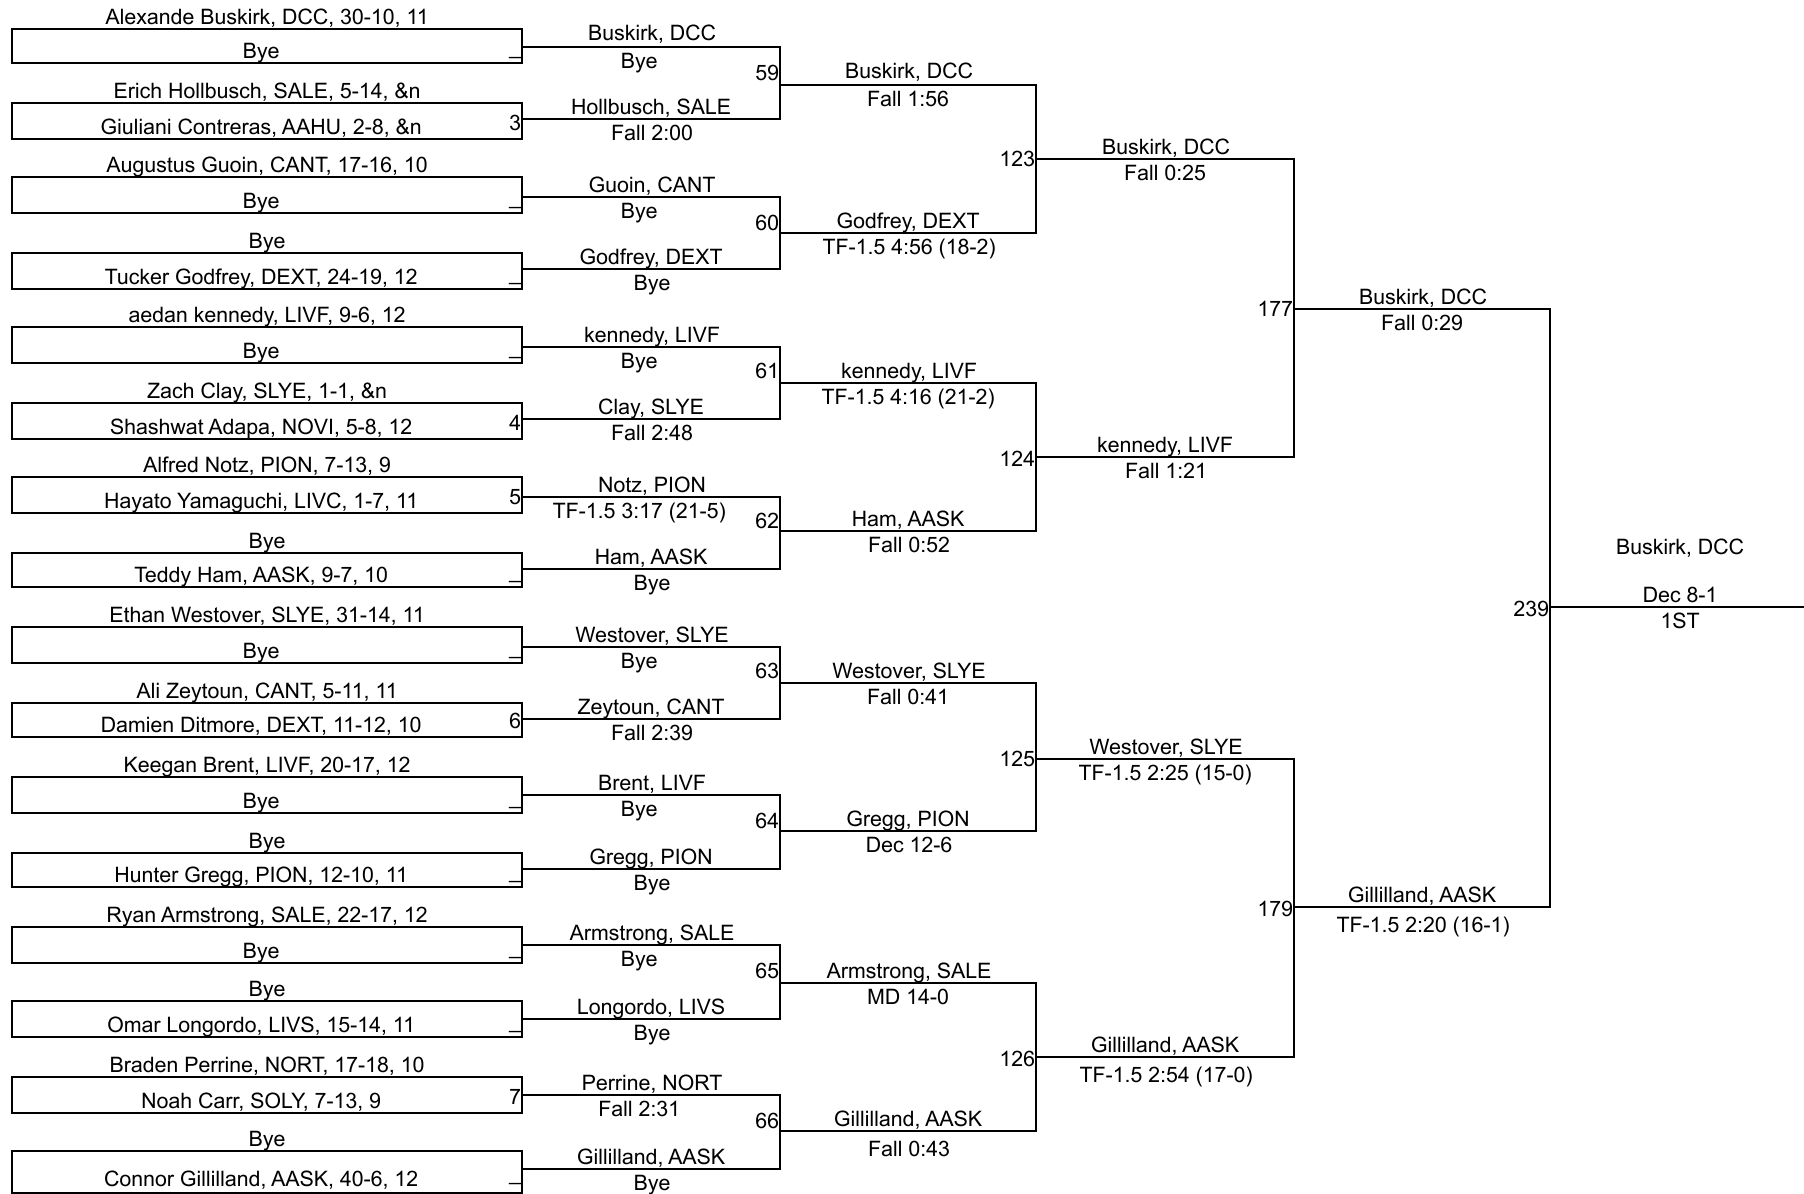 Alexande Buskirk, DCC, 30-10, 11
Bye
_
Erich Hollbusch, SALE, 5-14, &n
Giuliani Contreras, AAHU, 2-8, &n
3
Augustus Guoin, CANT, 17-16, 10
Bye
_
Bye
Tucker Godfrey, DEXT, 24-19, 12
_
aedan kennedy, LIVF, 9-6, 12
Bye
_
Zach Clay, SLYE, 1-1, &n
Shashwat Adapa, NOVI, 5-8, 12
4
Alfred Notz, PION, 7-13, 9
Hayato Yamaguchi, LIVC, 1-7, 11
5
Bye
Teddy Ham, AASK, 9-7, 10
_
Ethan Westover, SLYE, 31-14, 11
Bye
_
Ali Zeytoun, CANT, 5-11, 11
Damien Ditmore, DEXT, 11-12, 10
6
Keegan Brent, LIVF, 20-17, 12
Bye
_
Bye
Hunter Gregg, PION, 12-10, 11
_
Ryan Armstrong, SALE, 22-17, 12
Bye
_
Bye
Omar Longordo, LIVS, 15-14, 11
_
Braden Perrine, NORT, 17-18, 10
Noah Carr, SOLY, 7-13, 9
7
Bye
Connor Gillilland, AASK, 40-6, 12
_
Buskirk, DCC
Bye
59
Hollbusch, SALE
Fall 2:00
Guoin, CANT
Bye
60
Godfrey, DEXT
Bye
kennedy, LIVF
Bye
61
Clay, SLYE
Fall 2:48
Notz, PION
TF-1.5 3:17 (21-5)
62
Ham, AASK
Bye
Westover, SLYE
Bye
63
Zeytoun, CANT
Fall 2:39
Brent, LIVF
Bye
64
Gregg, PION
Bye
Armstrong, SALE
Bye
65
Longordo, LIVS
Bye
Perrine, NORT
Fall 2:31
66
Gillilland, AASK
Bye
Buskirk, DCC
Fall 1:56
123
Godfrey, DEXT
TF-1.5 4:56 (18-2)
kennedy, LIVF
TF-1.5 4:16 (21-2)
124
Ham, AASK
Fall 0:52
Westover, SLYE
Fall 0:41
125
Gregg, PION
Dec 12-6
Armstrong, SALE
MD 14-0
126
Gillilland, AASK
Fall 0:43
Buskirk, DCC
Fall 0:25
177
kennedy, LIVF
Fall 1:21
Westover, SLYE
TF-1.5 2:25 (15-0)
179
Gillilland, AASK
TF-1.5 2:54 (17-0)
Buskirk, DCC
Fall 0:29
239
Gillilland, AASK
TF-1.5 2:20 (16-1)
Buskirk, DCC
Dec 8-1
1ST